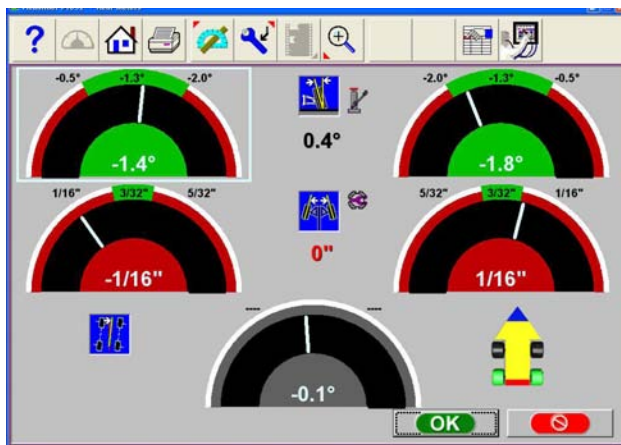 ?
-0.5° -1.3° -2.0°
-1.4°
0.4°
-2.0° -1.3° -0.5°
-1.8°
1/16" 3/32" 5/32"
-1/16"
0"
5/32" 3/32" 1/16"
1/16"
---- ----
-0.1°
OK